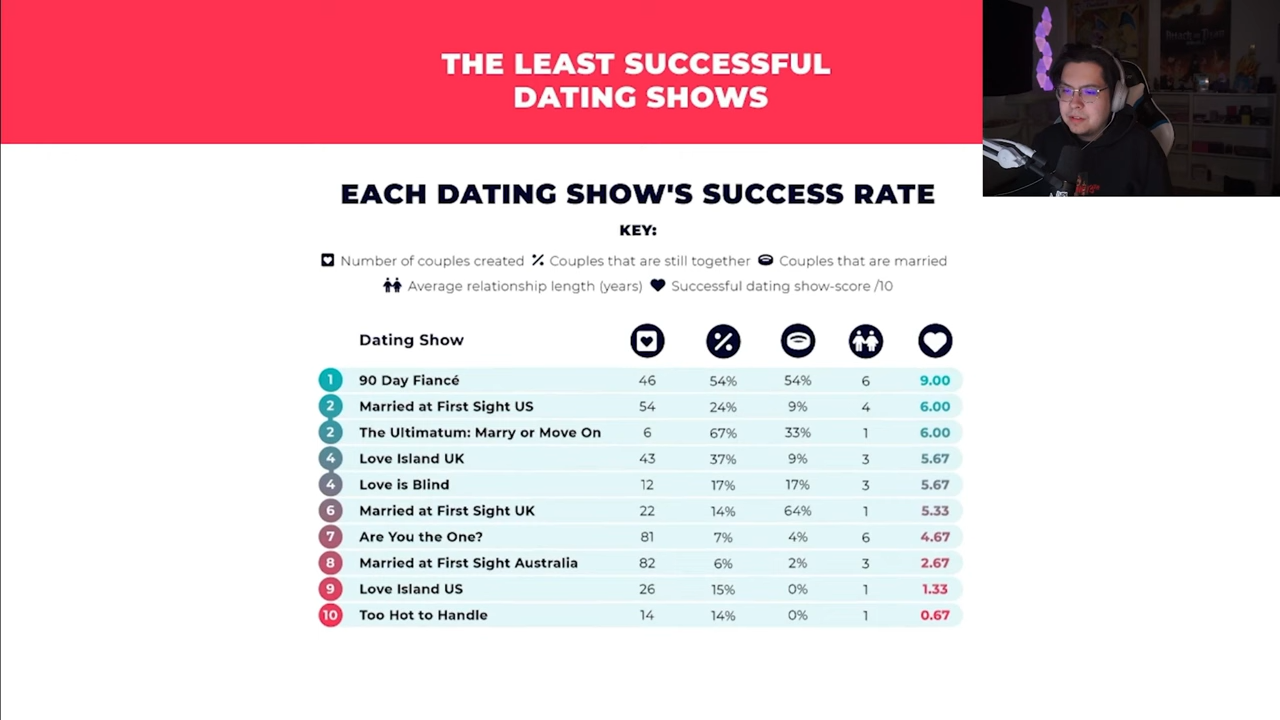 THE LEAST SUCCESSFUL
DATING SHOWS
EACH DATING SHOW'S SUCCESS RATE
KEY:
Number of couples created % Couples that are still together Couples that are married
Average relationship length (years) Successful dating show-score /10
Dating Show %
1 90 Day Fiancé 46 54% 54% 6 9.00
2 Married at First Sight US 54 24% 9% 4 6.00
2 The Ultimatum: Marry or Move On 6 67% 33% 1 6.00
4 Love Island UK 43 37% 9% 3 5.67
4 Love is Blind 12 17% 17% 3 5.67
6 Married at First Sight UK 22 14% 64% 1 5.33
7 Are You the One? 81 7% 4% 6 4.67
8 Married at First Sight Australia 82 6% 2% 3 2.67
9 Love Island US 26 15% 0% 1 1.33
10 Too Hot to Handle 14 14% 0% 1 0.67